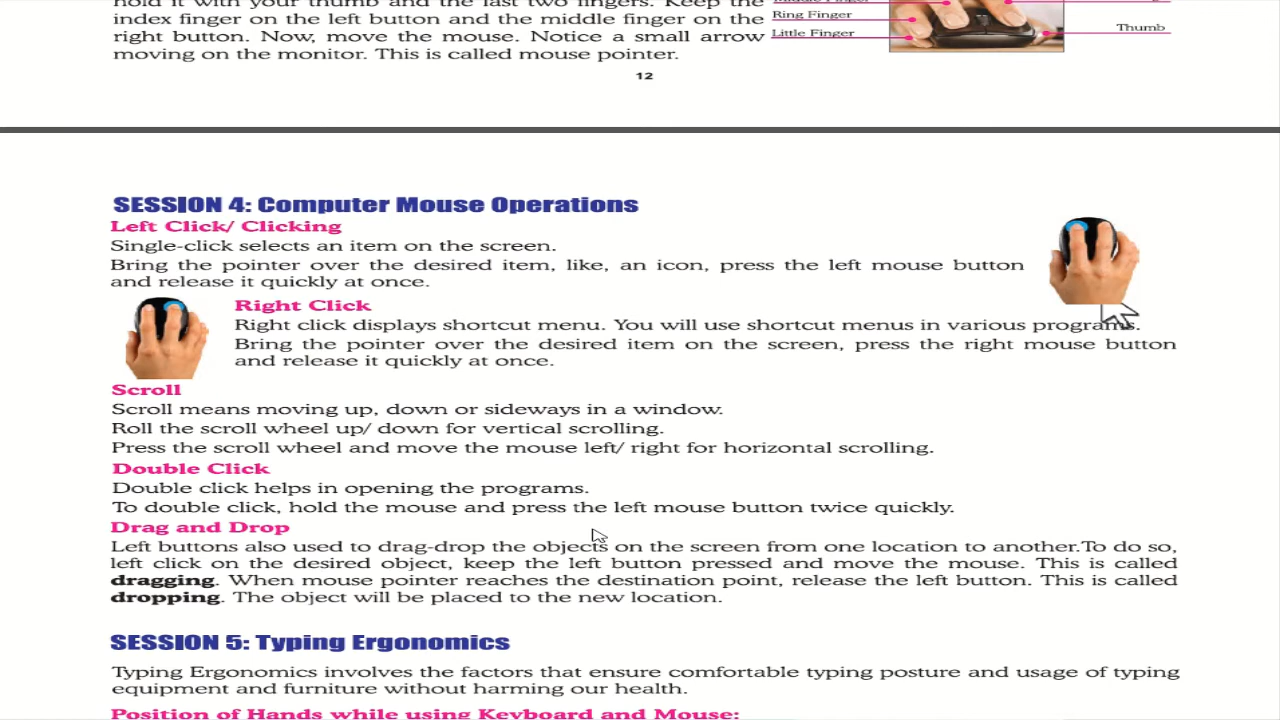 hold it with your thumb and the last two fingers. Keep the
index finger on the left button and the middle finger on the
right button. Now, move the mouse. Notice a small arrow
moving on the monitor. This is called mouse pointer.
Middle Finger
Ring Finger
Little Finger
Thumb
12
SESSION 4: Computer Mouse Operations
Left Click/ Clicking
Single-click selects an item on the screen.
Bring the pointer over the desired item, like, an icon, press the left mouse button
and release it quickly at once.
Right Click
Right click displays shortcut menu. You will use shortcut menus in various programs.
Bring the pointer over the desired item on the screen, press the right mouse button
and release it quickly at once.
Scroll
Scroll means moving up, down or sideways in a window.
Roll the scroll wheel up/ down for vertical scrolling.
Press the scroll wheel and move the mouse left/ right for horizontal scrolling.
Double Click
Double click helps in opening the programs.
To double click, hold the mouse and press the left mouse button twice quickly.
Drag and Drop
Left buttons also used to drag-drop the objects on the screen from one location to another.To do so,
left click on the desired object, keep the left button pressed and move the mouse. This is called
dragging. When mouse pointer reaches the destination point, release the left button. This is called
dropping. The object will be placed to the new location.
SESSION 5: Typing Ergonomics
Typing Ergonomics involves the factors that ensure comfortable typing posture and usage of typing
equipment and furniture without harming our health.
Position of Hands while using Keyboard and Mouse: